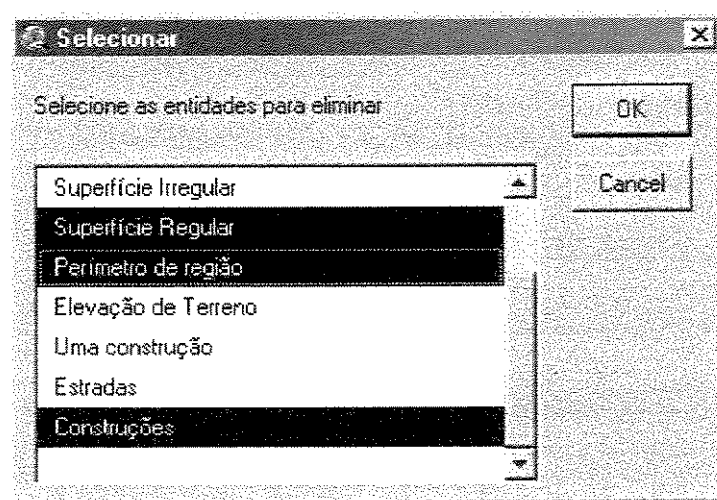 Selecionar
Selecione as entidades para eliminar
OK
Superfície Irregular
Cancel
Superfície Regular
Perímetro de região
Elevação de Terreno
Uma construção
Estradas
Construções